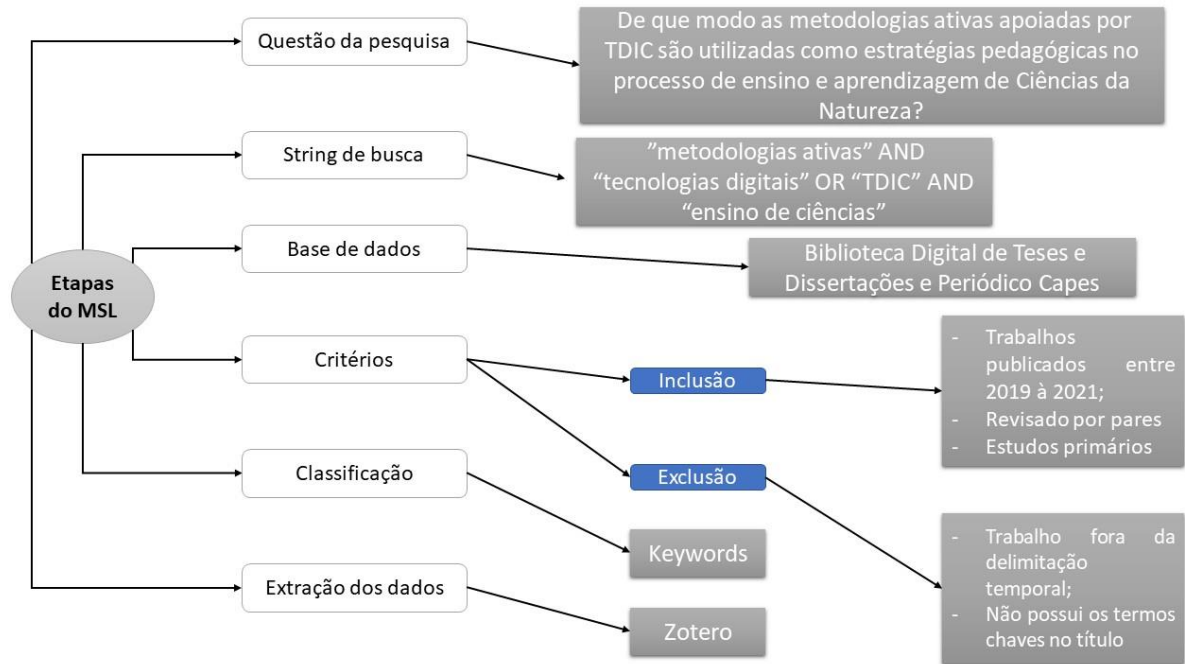 Etapas
do MSL
Questão da pesquisa
De que modo as metodologias ativas apoiadas por
TDIC são utilizadas como estratégias pedagógicas no
processo de ensino e aprendizagem de Ciências da
Natureza?
String de busca
”metodologias ativas” AND
“tecnologias digitais” OR “TDIC” AND
“ensino de ciências”
Base de dados
Biblioteca Digital de Teses e
Dissertações e Periódico Capes
Critérios
Inclusão
- Trabalhos
publicados entre
2019 à 2021;
- Revisado por pares
- Estudos primários
Exclusão
- Trabalho fora da
delimitação
temporal;
- Não possui os termos
chaves no título
Classificação
Keywords
Extração dos dados
Zotero